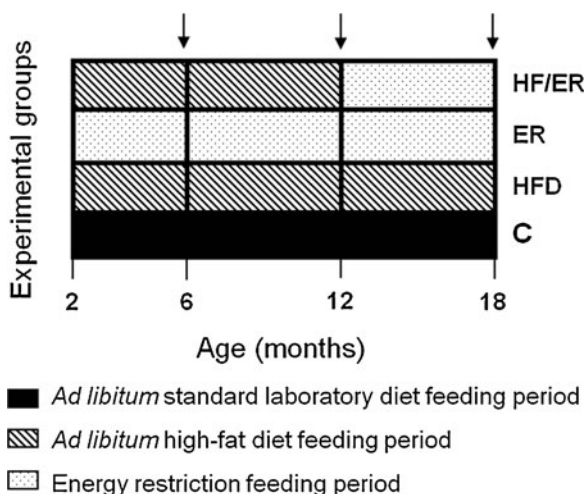 Experimental groups
HF/ER
ER
HFD
C
2 6 12 18
Age (months)
Ad libitum standard laboratory diet feeding period
Ad libitum high-fat diet feeding period
Energy restriction feeding period